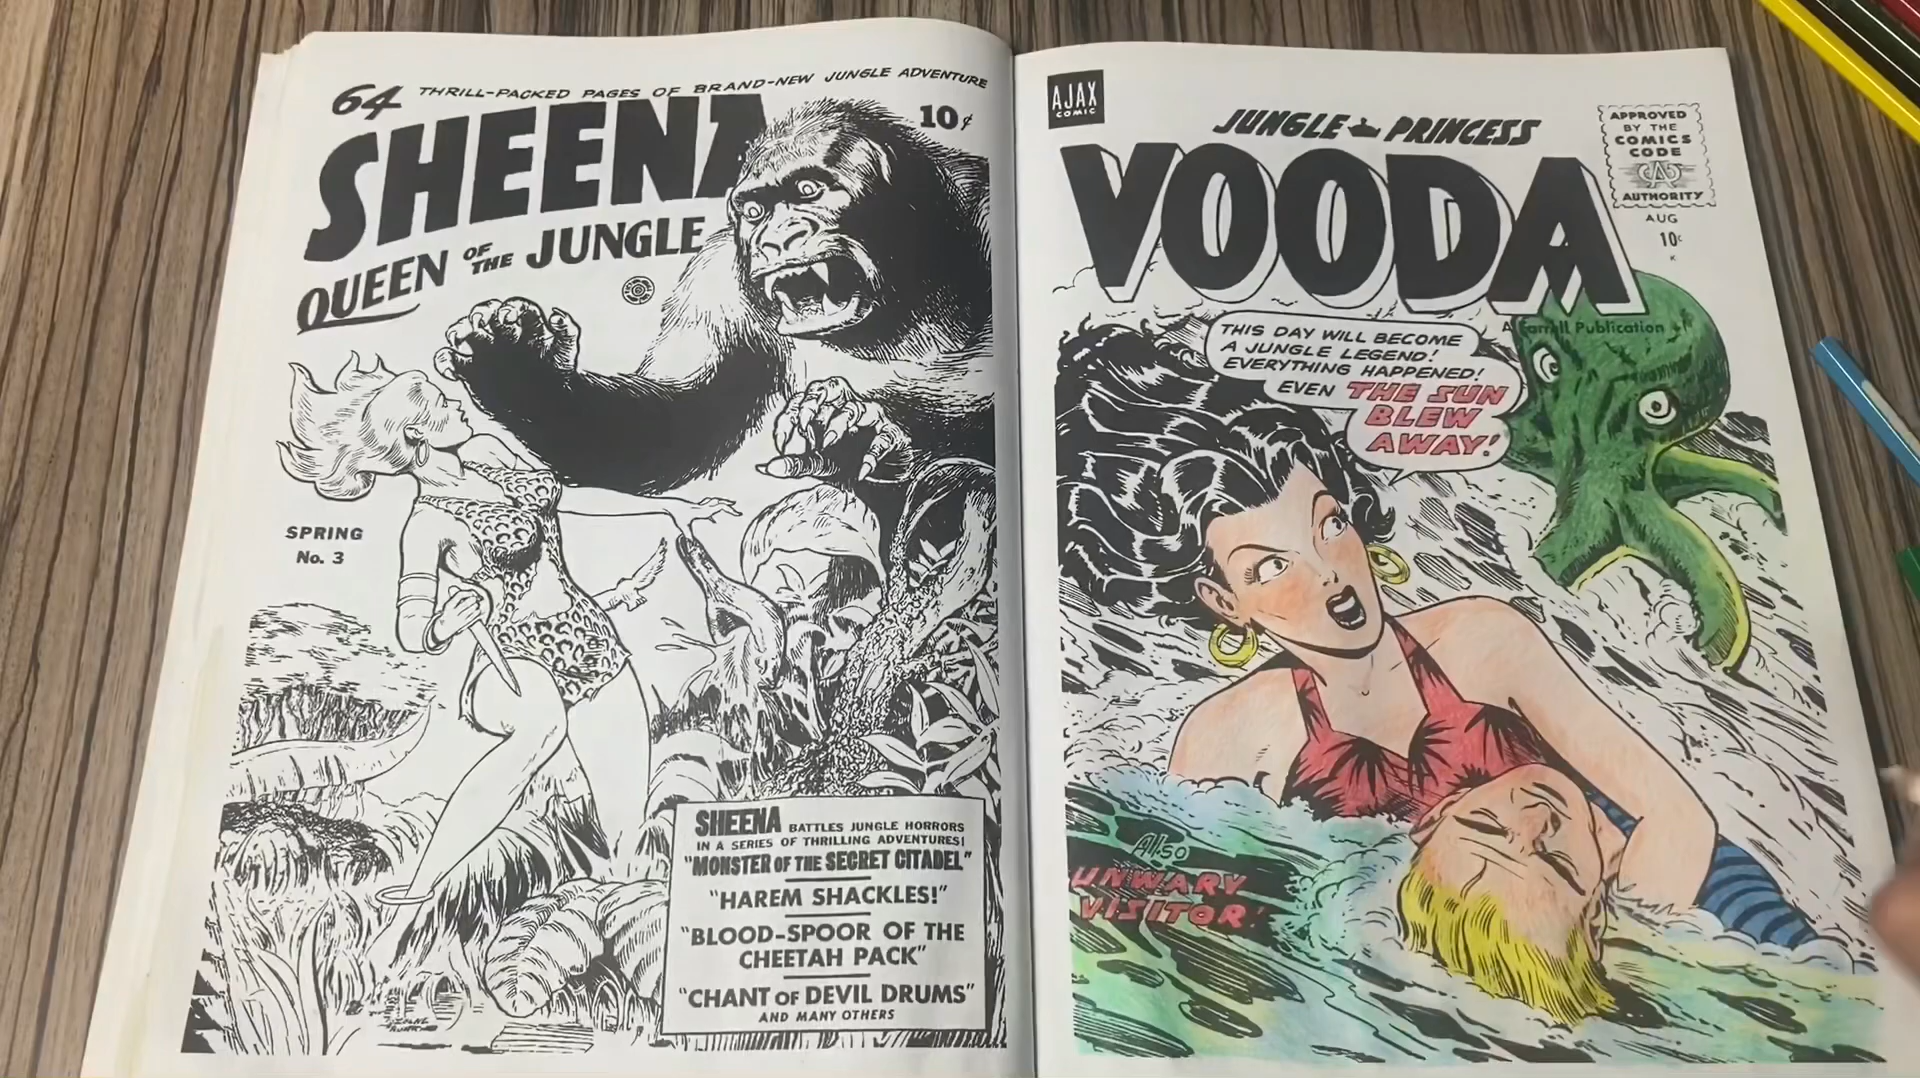 64 THRILL-PACKED PAGES OF BRAND-NEW JUNGLE ADVENTURE
SHEENA
10¢
QUEEN OF THE JUNGLE
SPRING
No. 3
SHEENA BATTLES JUNGLE HORRORS
IN A SERIES OF THRILLING ADVENTURES!
"MONSTER OF THE SECRET CITADEL"
"HAREM SHACKLES!"
"BLOOD-SPOOR OF THE
CHEETAH PACK"
"CHANT OF DEVIL DRUMS"
AND MANY OTHERS
AJAX
COMIC
JUNGLE PRINCESS
VOODA
APPROVED
BY THE
COMICS
CODE
AUTHORITY
AUG
10¢
K
A Farrell Publication
THIS DAY WILL BECOME
A JUNGLE LEGEND!
EVERYTHING HAPPENED!
EVEN THE SUN
BLEW
AWAY!
Also
UNWARY
VISITOR!